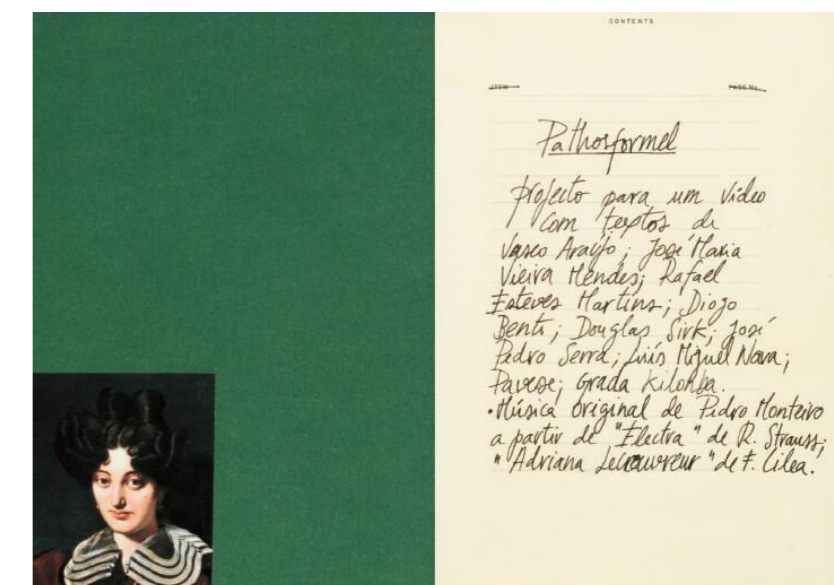 CONTENTS
ITEM PAGE No.
Pathosformel
projecto para um vídeo
com textos de
Vasco Araújo; José Maria
Vieira Mendes; Rafael
Esteves Martins; Diogo
Bento; Douglas Sirk; José
Pedro Serra; Luís Miguel Nava;
Pavese; Grada Kilomba.
• Música original de Pedro Monteiro
a partir de "Electra" de R. Strauss;
"Adriana Lecouvreur" de F. Cilea.